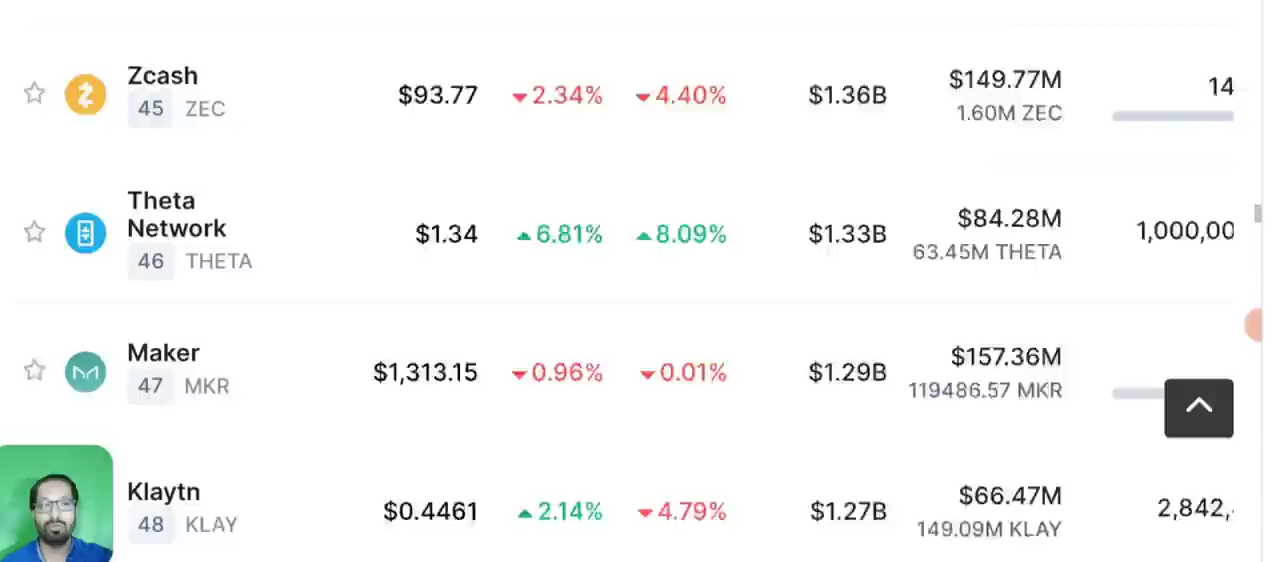 Zcash
45 ZEC
$93.77
2.34%
4.40%
$1.36B
$149.77M
1.60M ZEC
14
Theta
Network
46 THETA
$1.34
6.81%
8.09%
$1.33B
$84.28M
63.45M THETA
1,000,00
Maker
47 MKR
$1,313.15
0.96%
0.01%
$1.29B
$157.36M
119486.57 MKR
Klaytn
48 KLAY
$0.4461
2.14%
4.79%
$1.27B
$66.47M
149.09M KLAY
2,842,